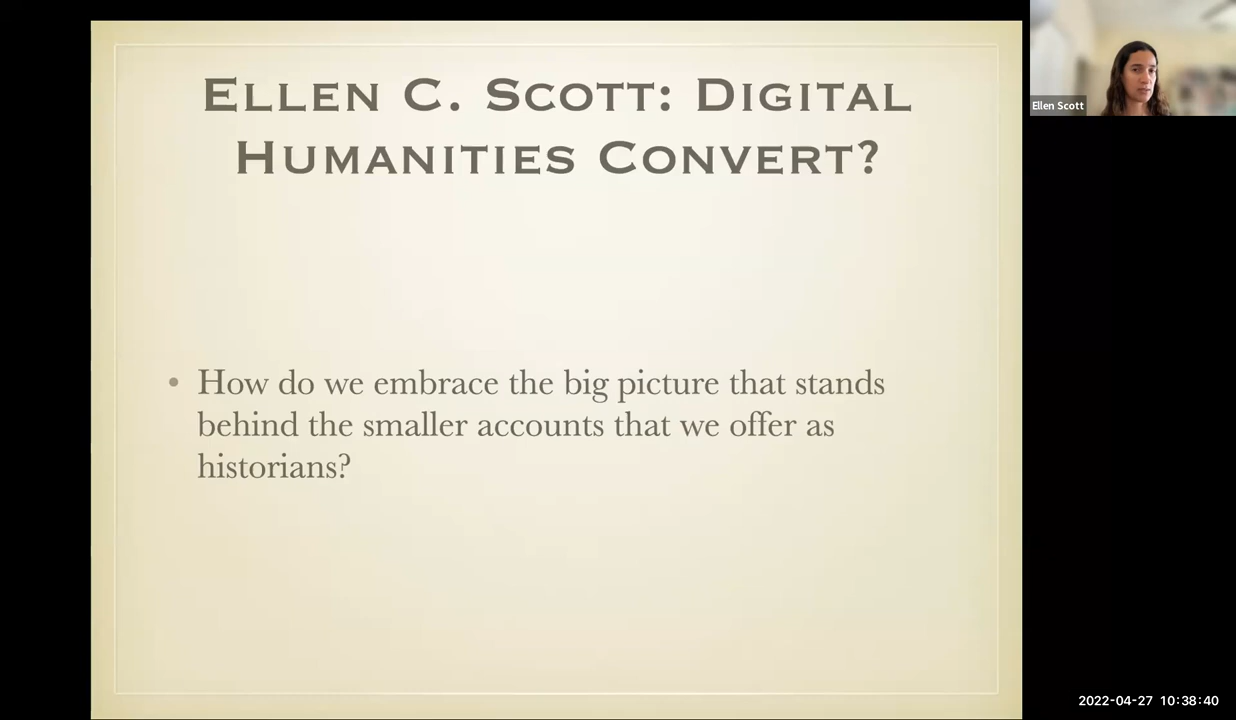 Ellen C. Scott: Digital
Humanities Convert?
Ellen Scott
• How do we embrace the big picture that stands
behind the smaller accounts that we offer as
historians?
2022-04-27 10:38:40